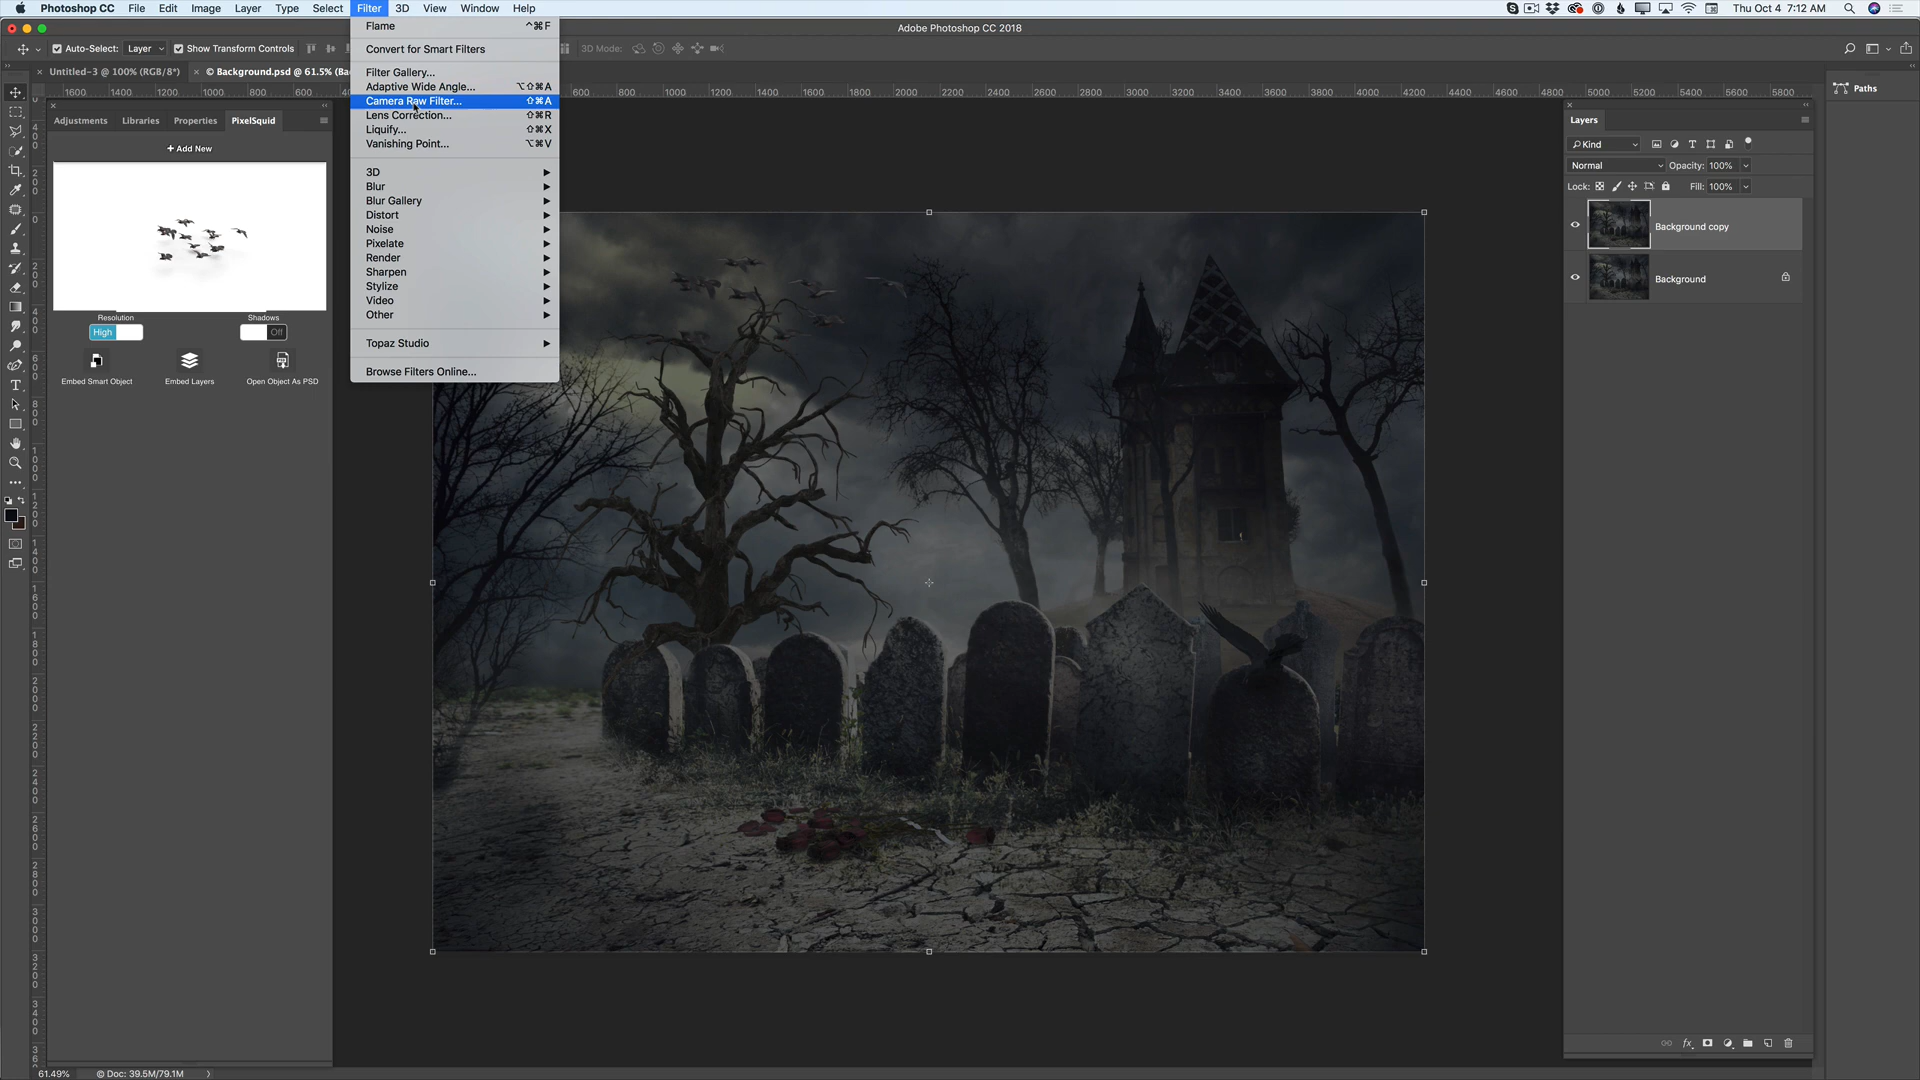 Photoshop CC File Edit Image Layer Type Select Filter 3D View Window Help Thu Oct 4 7:12 AM
Adobe Photoshop CC 2018
Auto-Select: Layer Show Transform Controls 3D Mode:
× Untitled-3 @ 100% (RGB/8*) × © Background.psd @ 61.5% (Ba
1600 1400 1200 1000 800 600 600 800 1000 1200 1400 1600 1800 2000 2200 2400 2600 2800 3000 3200 3400 3600 3800 4000 4200 4400 4600 4800 5000 5200 5400 5600 5800
Flame ^⌘F
Convert for Smart Filters
Filter Gallery...
Adaptive Wide Angle... ⌥⇧⌘A
Camera Raw Filter... ⇧⌘A
Lens Correction... ⇧⌘R
Liquify... ⇧⌘X
Vanishing Point... ⌥⌘V
3D
Blur
Blur Gallery
Distort
Noise
Pixelate
Render
Sharpen
Stylize
Video
Other
Topaz Studio
Browse Filters Online...
Adjustments Libraries Properties PixelSquid
+ Add New
Resolution Shadows
High Off
Embed Smart Object Embed Layers Open Object As PSD
Paths
Layers
Kind
Normal Opacity: 100%
Lock: Fill: 100%
Background copy
Background
fx
61.49% © Doc: 39.5M/79.1M